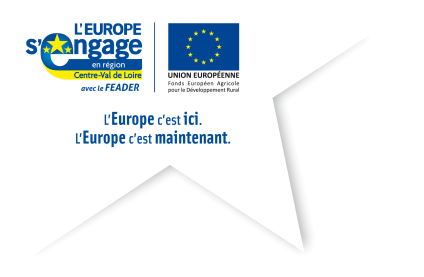 L'EUROPE
s'engage
en région
Centre-Val de Loire
avec le FEADER
UNION EUROPÉENNE
Fonds Européen Agricole
pour le Développement Rural
L'Europe c'est ici.
L'Europe c'est maintenant.